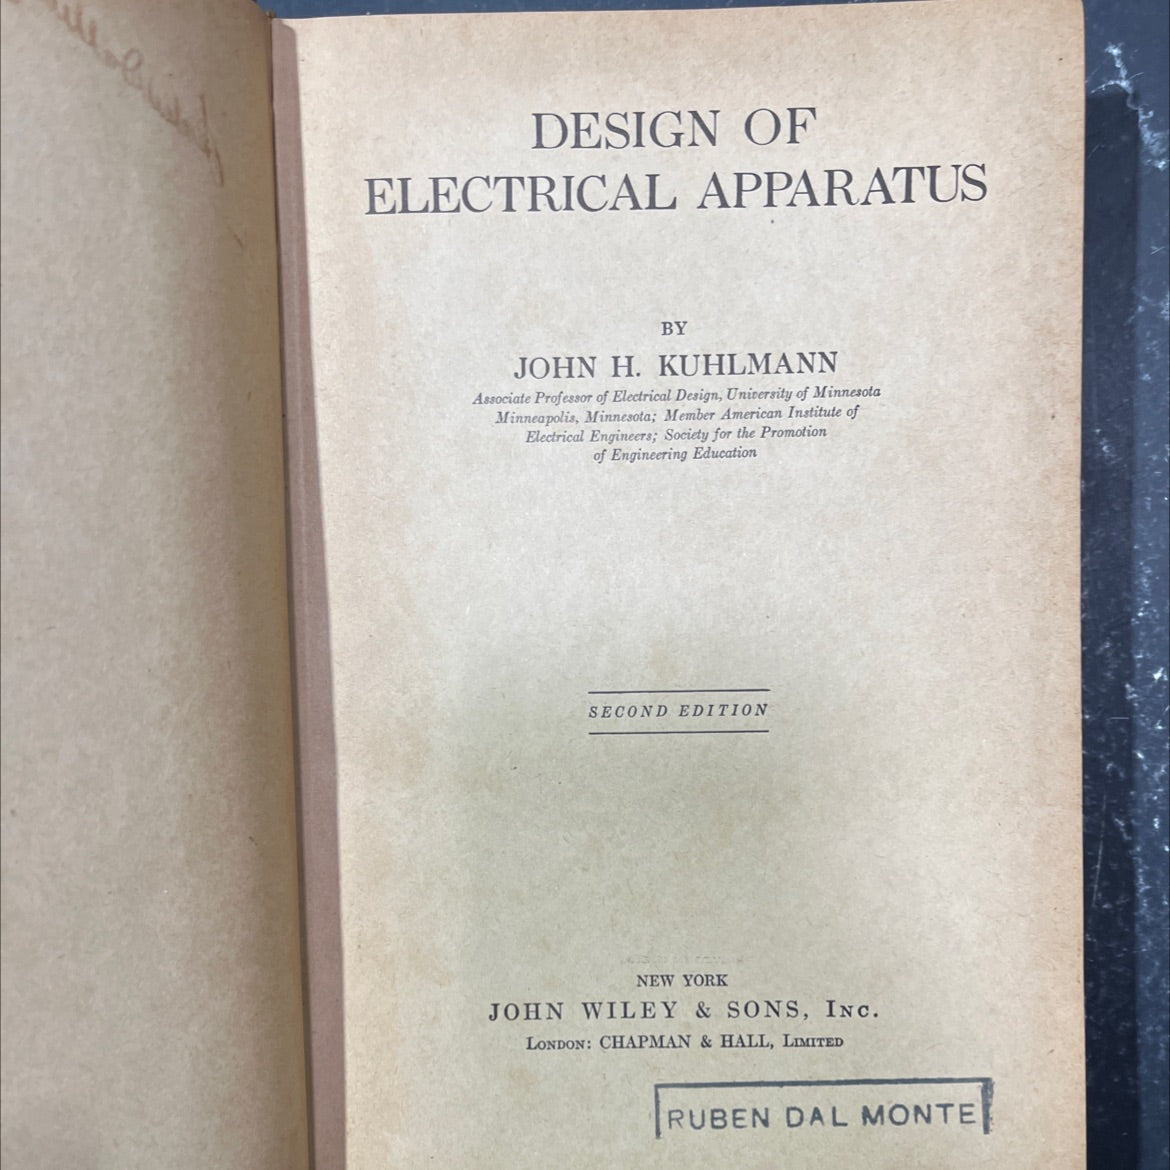 DESIGN OF
ELECTRICAL APPARATUS
BY
JOHN H. KUHLMANN
Associate Professor of Electrical Design, University of Minnesota
Minneapolis, Minnesota; Member American Institute of
Electrical Engineers; Society for the Promotion
of Engineering Education
SECOND EDITION
NEW YORK
JOHN WILEY & SONS, Inc.
London: CHAPMAN & HALL, Limited
RUBEN DAL MONTE